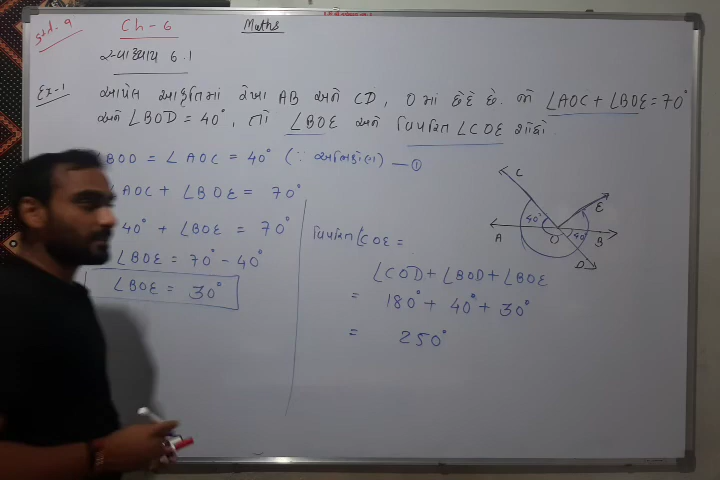 Std. 9
Ch-6
Maths
સ્વાધ્યાય 6.1
Ex-1 આપેલ આકૃતિમાં રેખા AB અને CD, O માં છેદે છે. જો ∠AOC + ∠BOE = 70°
અને ∠BOD = 40°, તો ∠BOE અને વિપરિત ∠COE શોધો.
∠BOD = ∠AOC = 40° (∵ અભિકોણ) — ①
AOC + ∠BOE = 70°
40° + ∠BOE = 70°
∠BOE = 70° - 40°
∠BOE = 30°
વિપરિત ∠COE =
∠COD + ∠BOD + ∠BOE
= 180° + 40° + 30°
= 250°
C
E
40°
A
O
40°
B
D